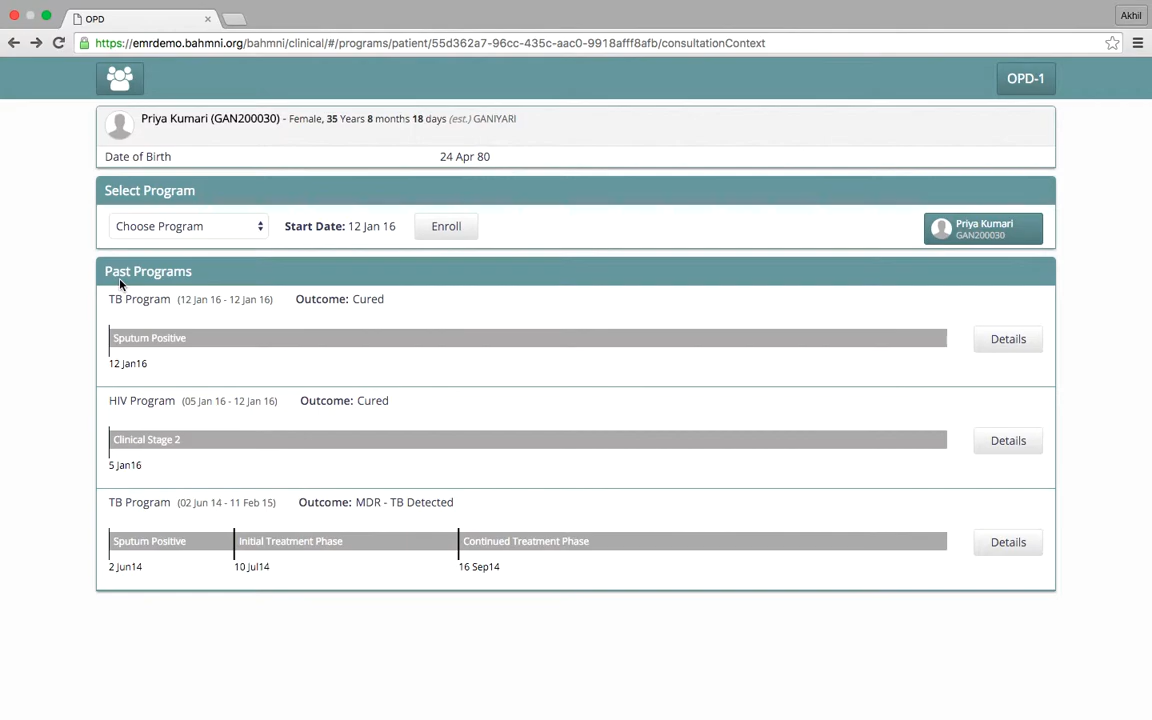 OPD
Akhil
https://emrdemo.bahmni.org/bahmni/clinical/#/programs/patient/55d362a7-96cc-435c-aac0-9918afff8afb/consultationContext
OPD-1
Priya Kumari (GAN200030) - Female, 35 Years 8 months 18 days (est.) GANIYARI
Date of Birth 24 Apr 80
Select Program
Choose Program Start Date: 12 Jan 16 Enroll
Priya Kumari
GAN200030
Past Programs
TB Program (12 Jan 16 - 12 Jan 16) Outcome: Cured
Sputum Positive
Details
12 Jan16
HIV Program (05 Jan 16 - 12 Jan 16) Outcome: Cured
Clinical Stage 2
Details
5 Jan16
TB Program (02 Jun 14 - 11 Feb 15) Outcome: MDR - TB Detected
Sputum Positive Initial Treatment Phase Continued Treatment Phase
Details
2 Jun14 10 Jul14 16 Sep14